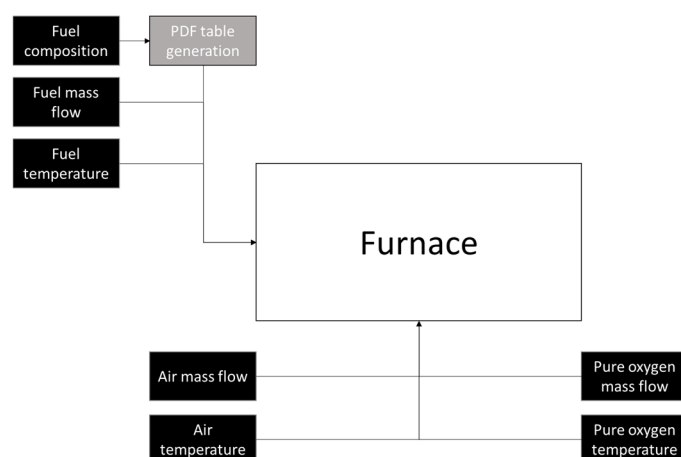 Fuel
composition
PDF table
generation
Fuel mass
flow
Fuel
temperature
Furnace
Air mass flow
Pure oxygen
mass flow
Air
temperature
Pure oxygen
temperature